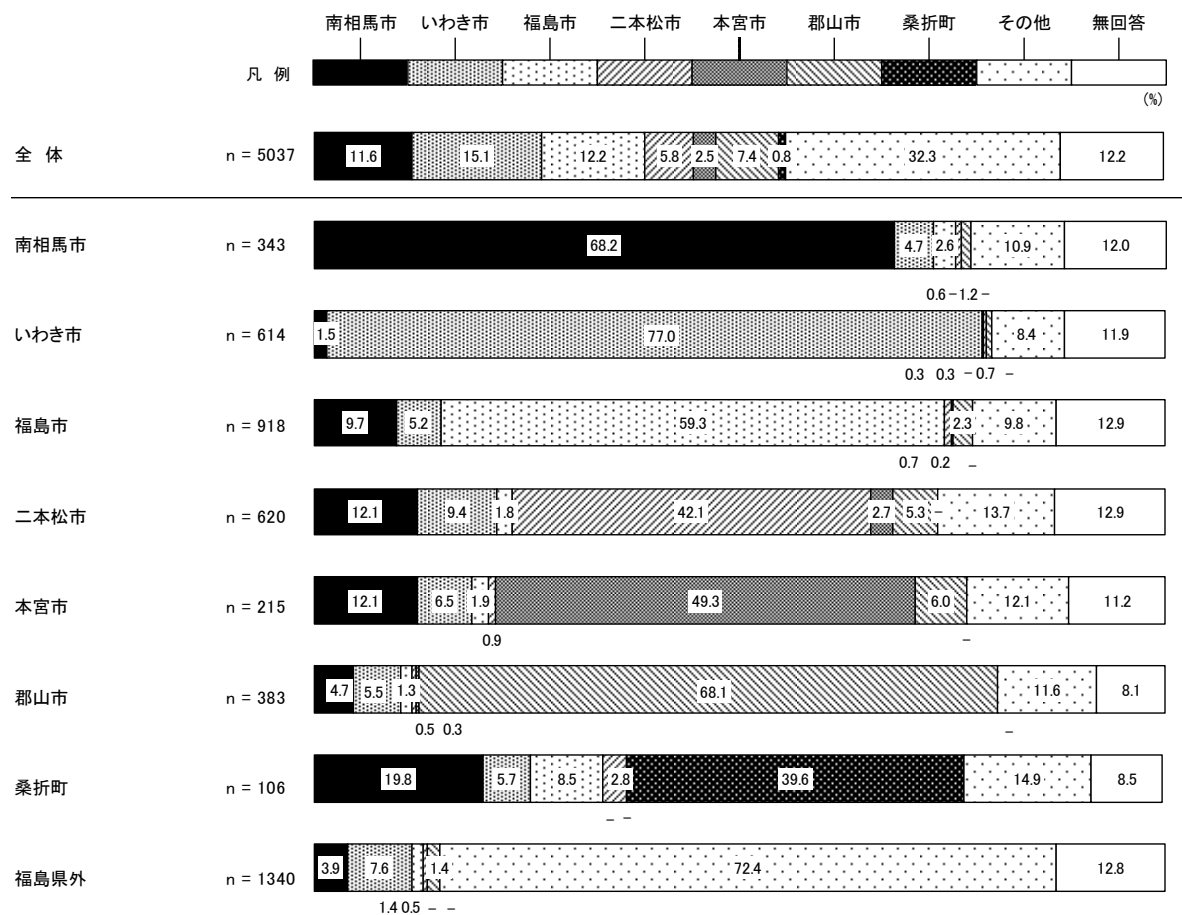 南相馬市 いわき市 福島市 二本松市 本宮市 郡山市 桑折町 その他 無回答
凡 例
(%)
全 体 n = 5037 11.6 15.1 12.2 5.8 2.5 7.4 0.8 32.3 12.2
南相馬市 n = 343 68.2 4.7 2.6 10.9 12.0
0.6 – 1.2 –
いわき市 n = 614 1.5 77.0 8.4 11.9
0.3 0.3 – 0.7 –
福島市 n = 918 9.7 5.2 59.3 2.3 9.8 12.9
0.7 0.2 –
二本松市 n = 620 12.1 9.4 1.8 42.1 2.7 5.3 – 13.7 12.9
本宮市 n = 215 12.1 6.5 1.9 49.3 6.0 12.1 11.2
0.9 –
郡山市 n = 383 4.7 5.5 1.3 68.1 11.6 8.1
0.5 0.3 –
桑折町 n = 106 19.8 5.7 8.5 2.8 39.6 14.9 8.5
– –
福島県外 n = 1340 3.9 7.6 1.4 72.4 12.8
1.4 0.5 – –